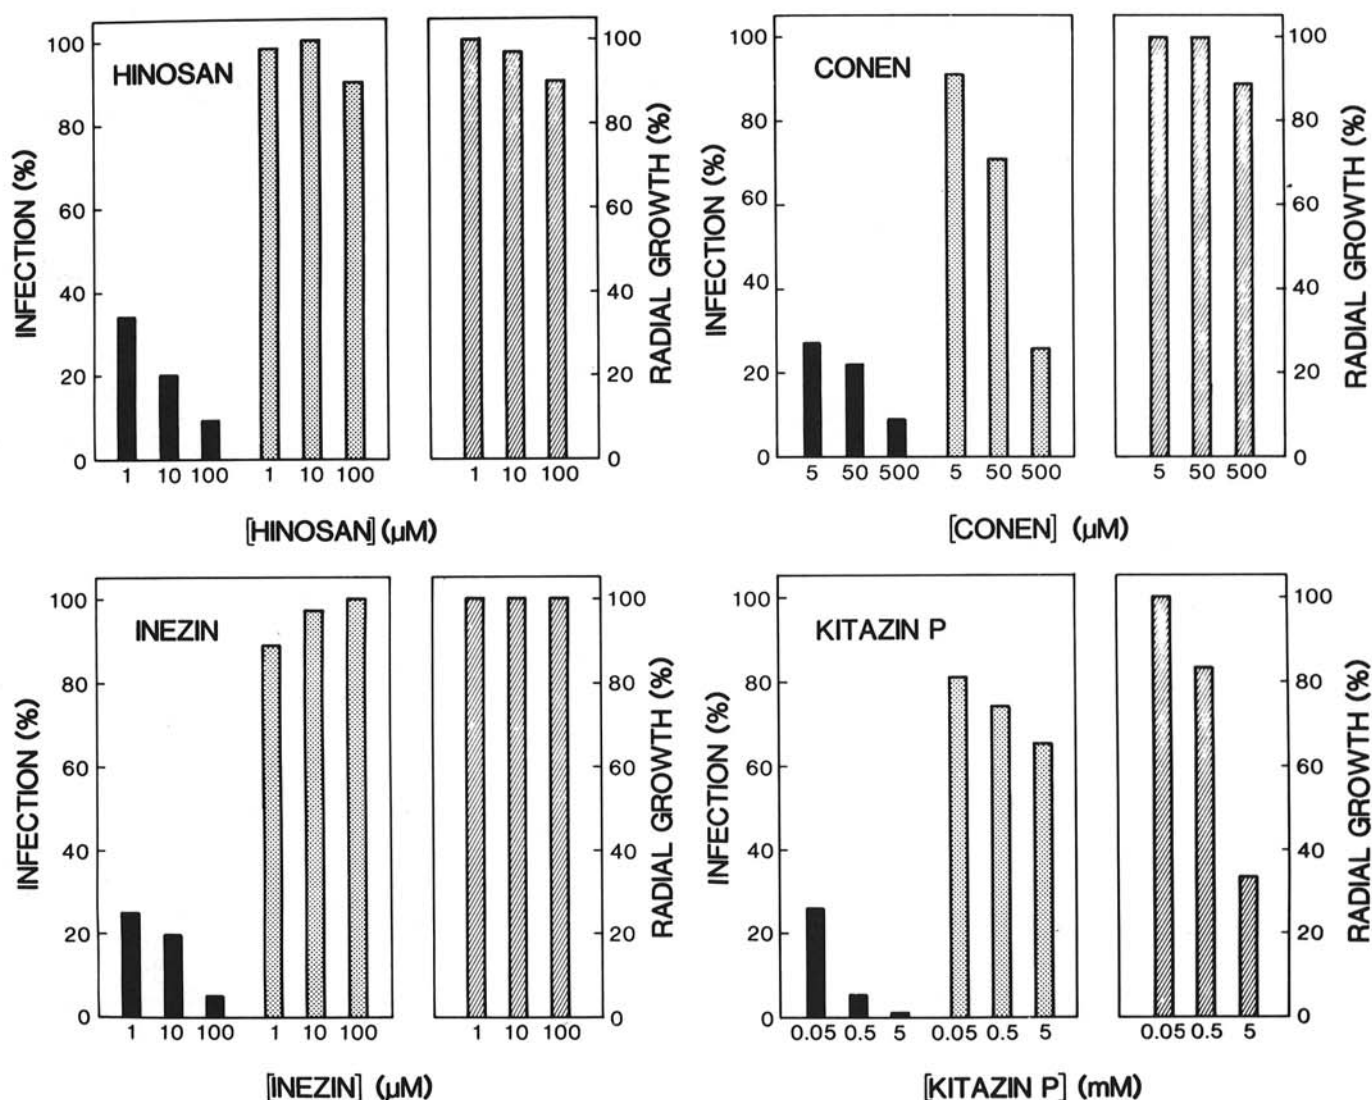 HINOSAN
INFECTION (%)
100
80
60
40
20
0
1 10 100 1 10 100
1 10 100
100
80
60
40
20
0
RADIAL GROWTH (%)
[HINOSAN] (µM)
CONEN
INFECTION (%)
100
80
60
40
20
0
5 50 500 5 50 500
5 50 500
100
80
60
40
20
0
RADIAL GROWTH (%)
[CONEN] (µM)
INEZIN
INFECTION (%)
100
80
60
40
20
0
1 10 100 1 10 100
1 10 100
100
80
60
40
20
0
RADIAL GROWTH (%)
[INEZIN] (µM)
KITAZIN P
INFECTION (%)
100
80
60
40
20
0
0.05 0.5 5 0.05 0.5 5
0.05 0.5 5
100
80
60
40
20
0
RADIAL GROWTH (%)
[KITAZIN P] (mM)